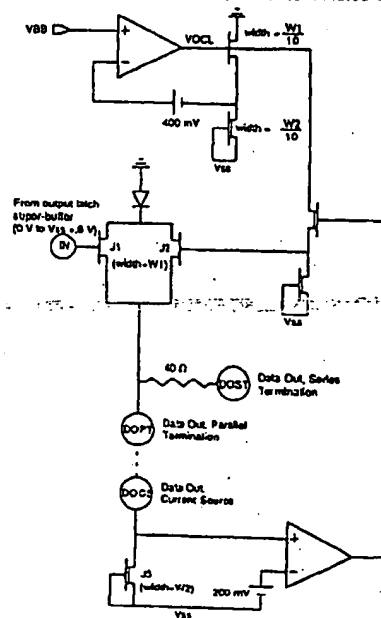 VBB
+
VOCL
width = W1/10
−
400 mV
width = W2/10
Vss
From output latch
super-buffer
(0 V to Vss + .6 V)
IN
J1
J2
(width=W1)
Vss
40 Ω
DOST
Data Out, Series
Termination
DOPT
Data Out, Parallel
Termination
DOCS
Data Out,
Current Source
+
J3
(width=W2)
200 mV
−
Vss